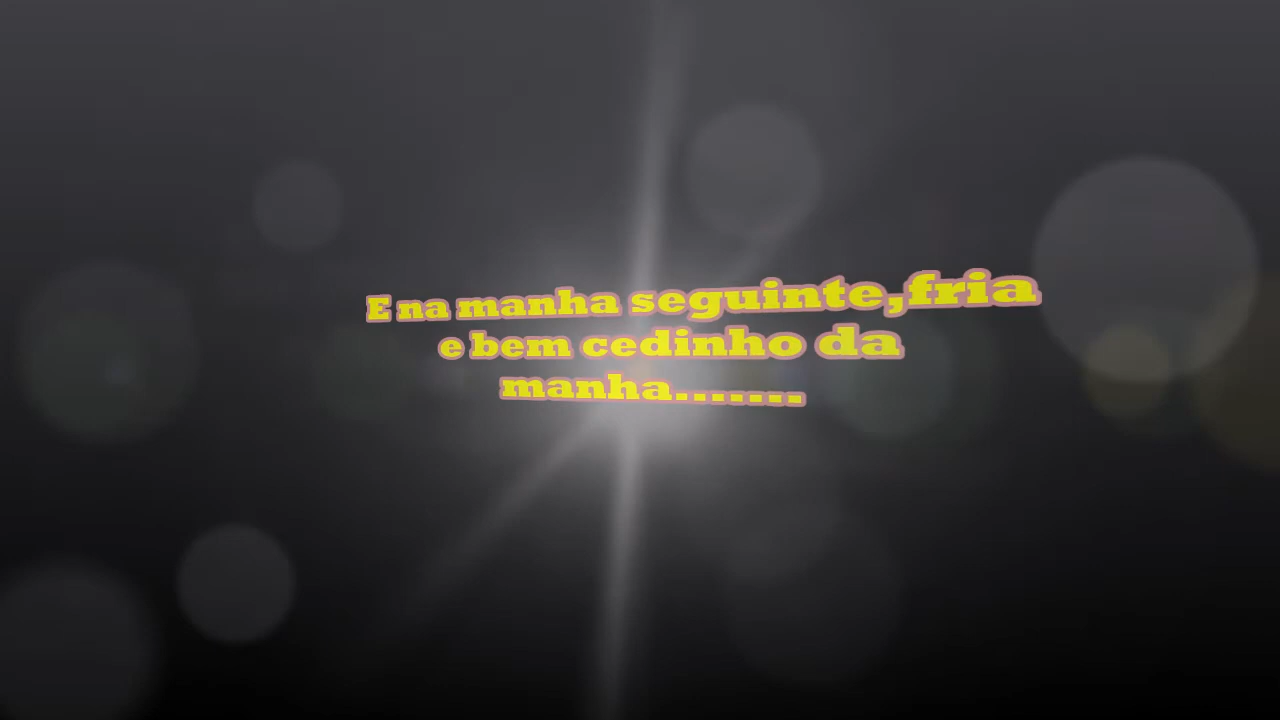 E na manha seguinte,fria
e bem cedinho da
manha.......